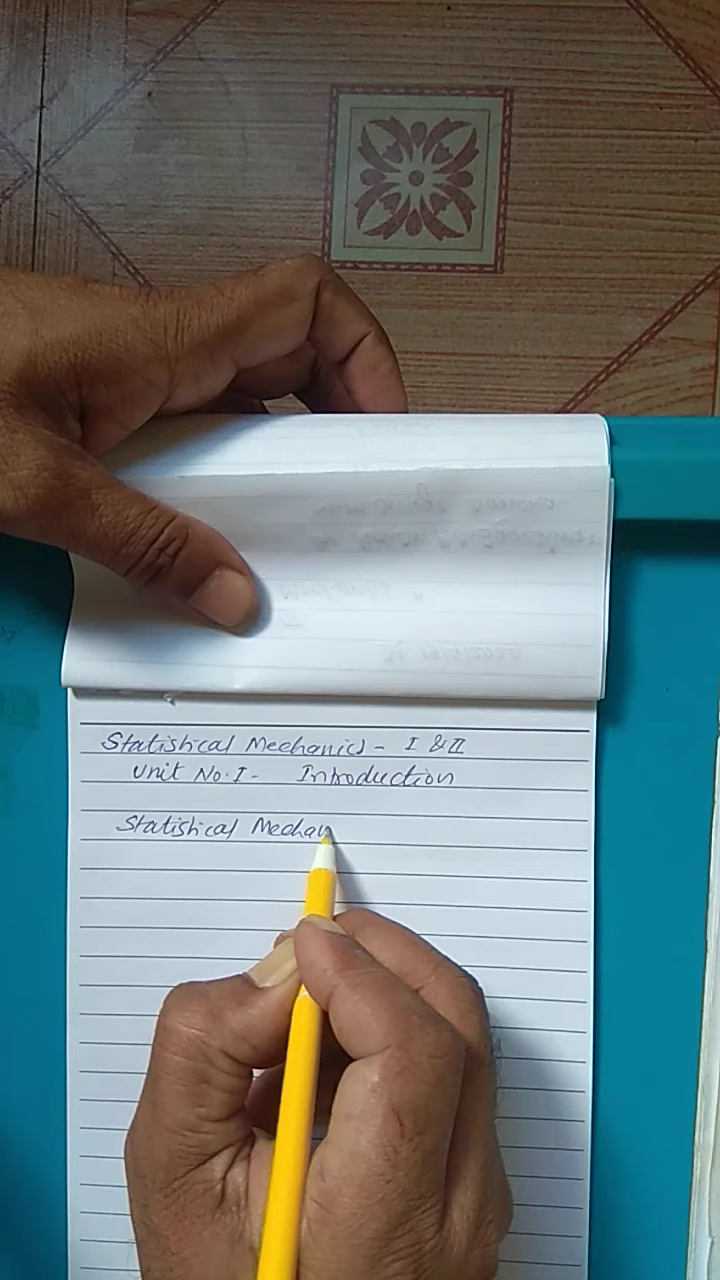 Statistical Mechanics - I & II
Unit No. I - Introduction
Statistical Mechan